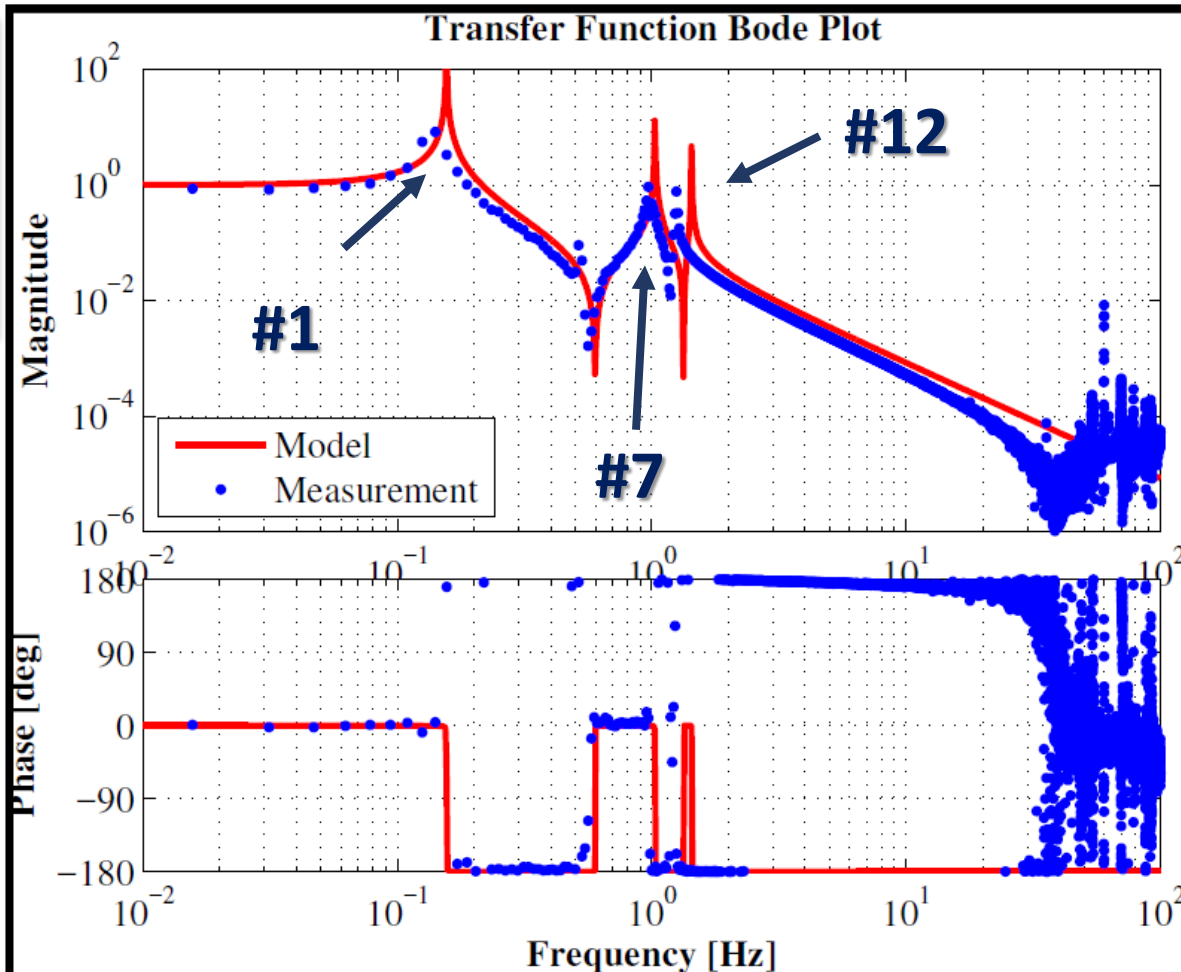 Transfer Function Bode Plot
Magnitude
10^2
10^0
10^-2
10^-4
10^-6
#1
#7
#12
Model
Measurement
10^-2 10^-1 10^0 10^1 10^2
Phase [deg]
180
90
0
−90
−180
10^-2 10^-1 10^0 10^1 10^2
Frequency [Hz]